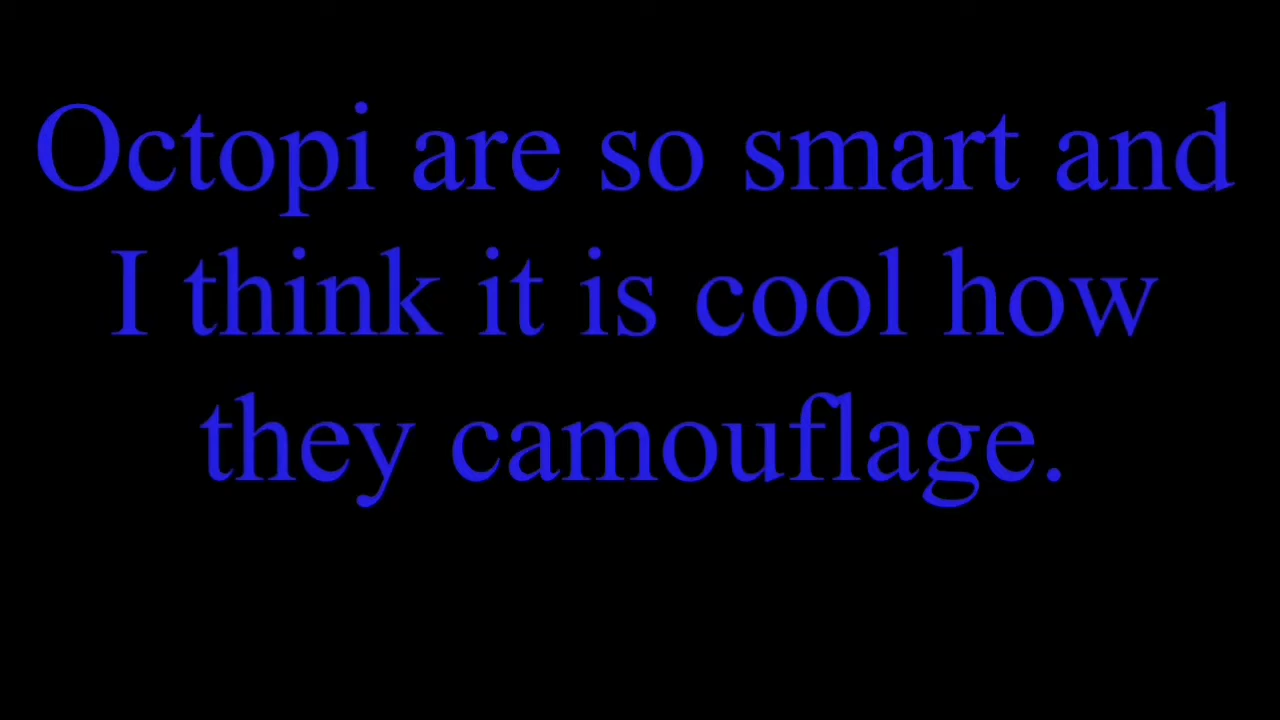 Octopi are so smart and
I think it is cool how
they camouflage.